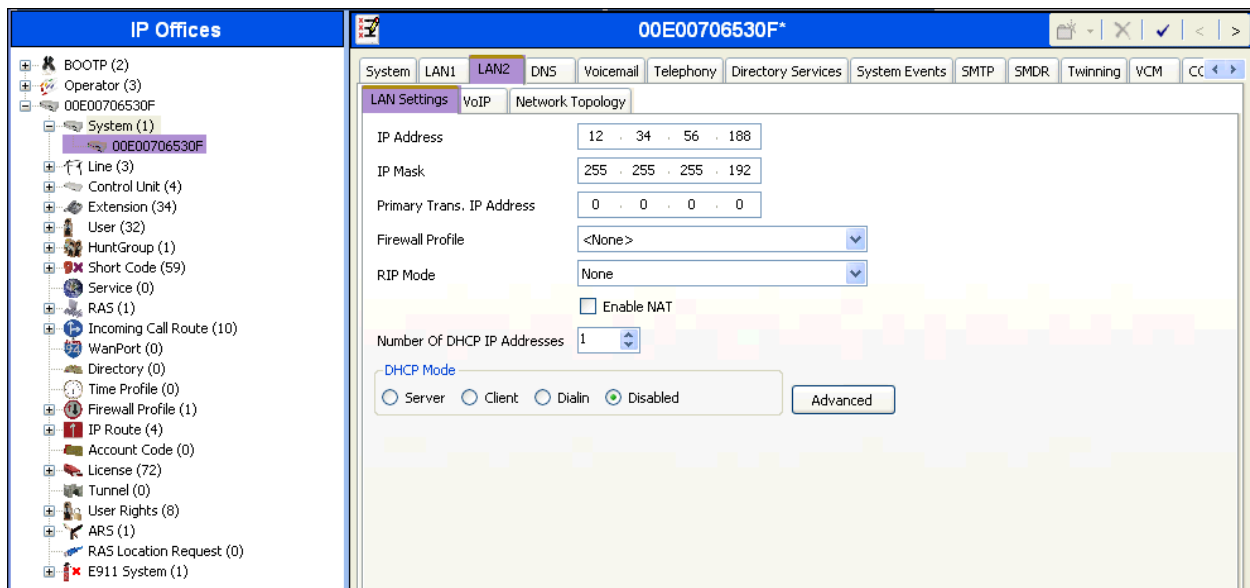 IP Offices
BOOTP (2)
Operator (3)
00E00706530F
System (1)
00E00706530F
Line (3)
Control Unit (4)
Extension (34)
User (32)
HuntGroup (1)
Short Code (59)
Service (0)
RAS (1)
Incoming Call Route (10)
WanPort (0)
Directory (0)
Time Profile (0)
Firewall Profile (1)
IP Route (4)
Account Code (0)
License (72)
Tunnel (0)
User Rights (8)
ARS (1)
RAS Location Request (0)
E911 System (1)
00E00706530F*
System LAN1 LAN2 DNS Voicemail Telephony Directory Services System Events SMTP SMDR Twinning VCM CC
LAN Settings VoIP Network Topology
IP Address 12 . 34 . 56 . 188
IP Mask 255 . 255 . 255 . 192
Primary Trans. IP Address 0 . 0 . 0 . 0
Firewall Profile <None>
RIP Mode None
Enable NAT
Number Of DHCP IP Addresses 1
DHCP Mode
Server Client Dialin Disabled Advanced